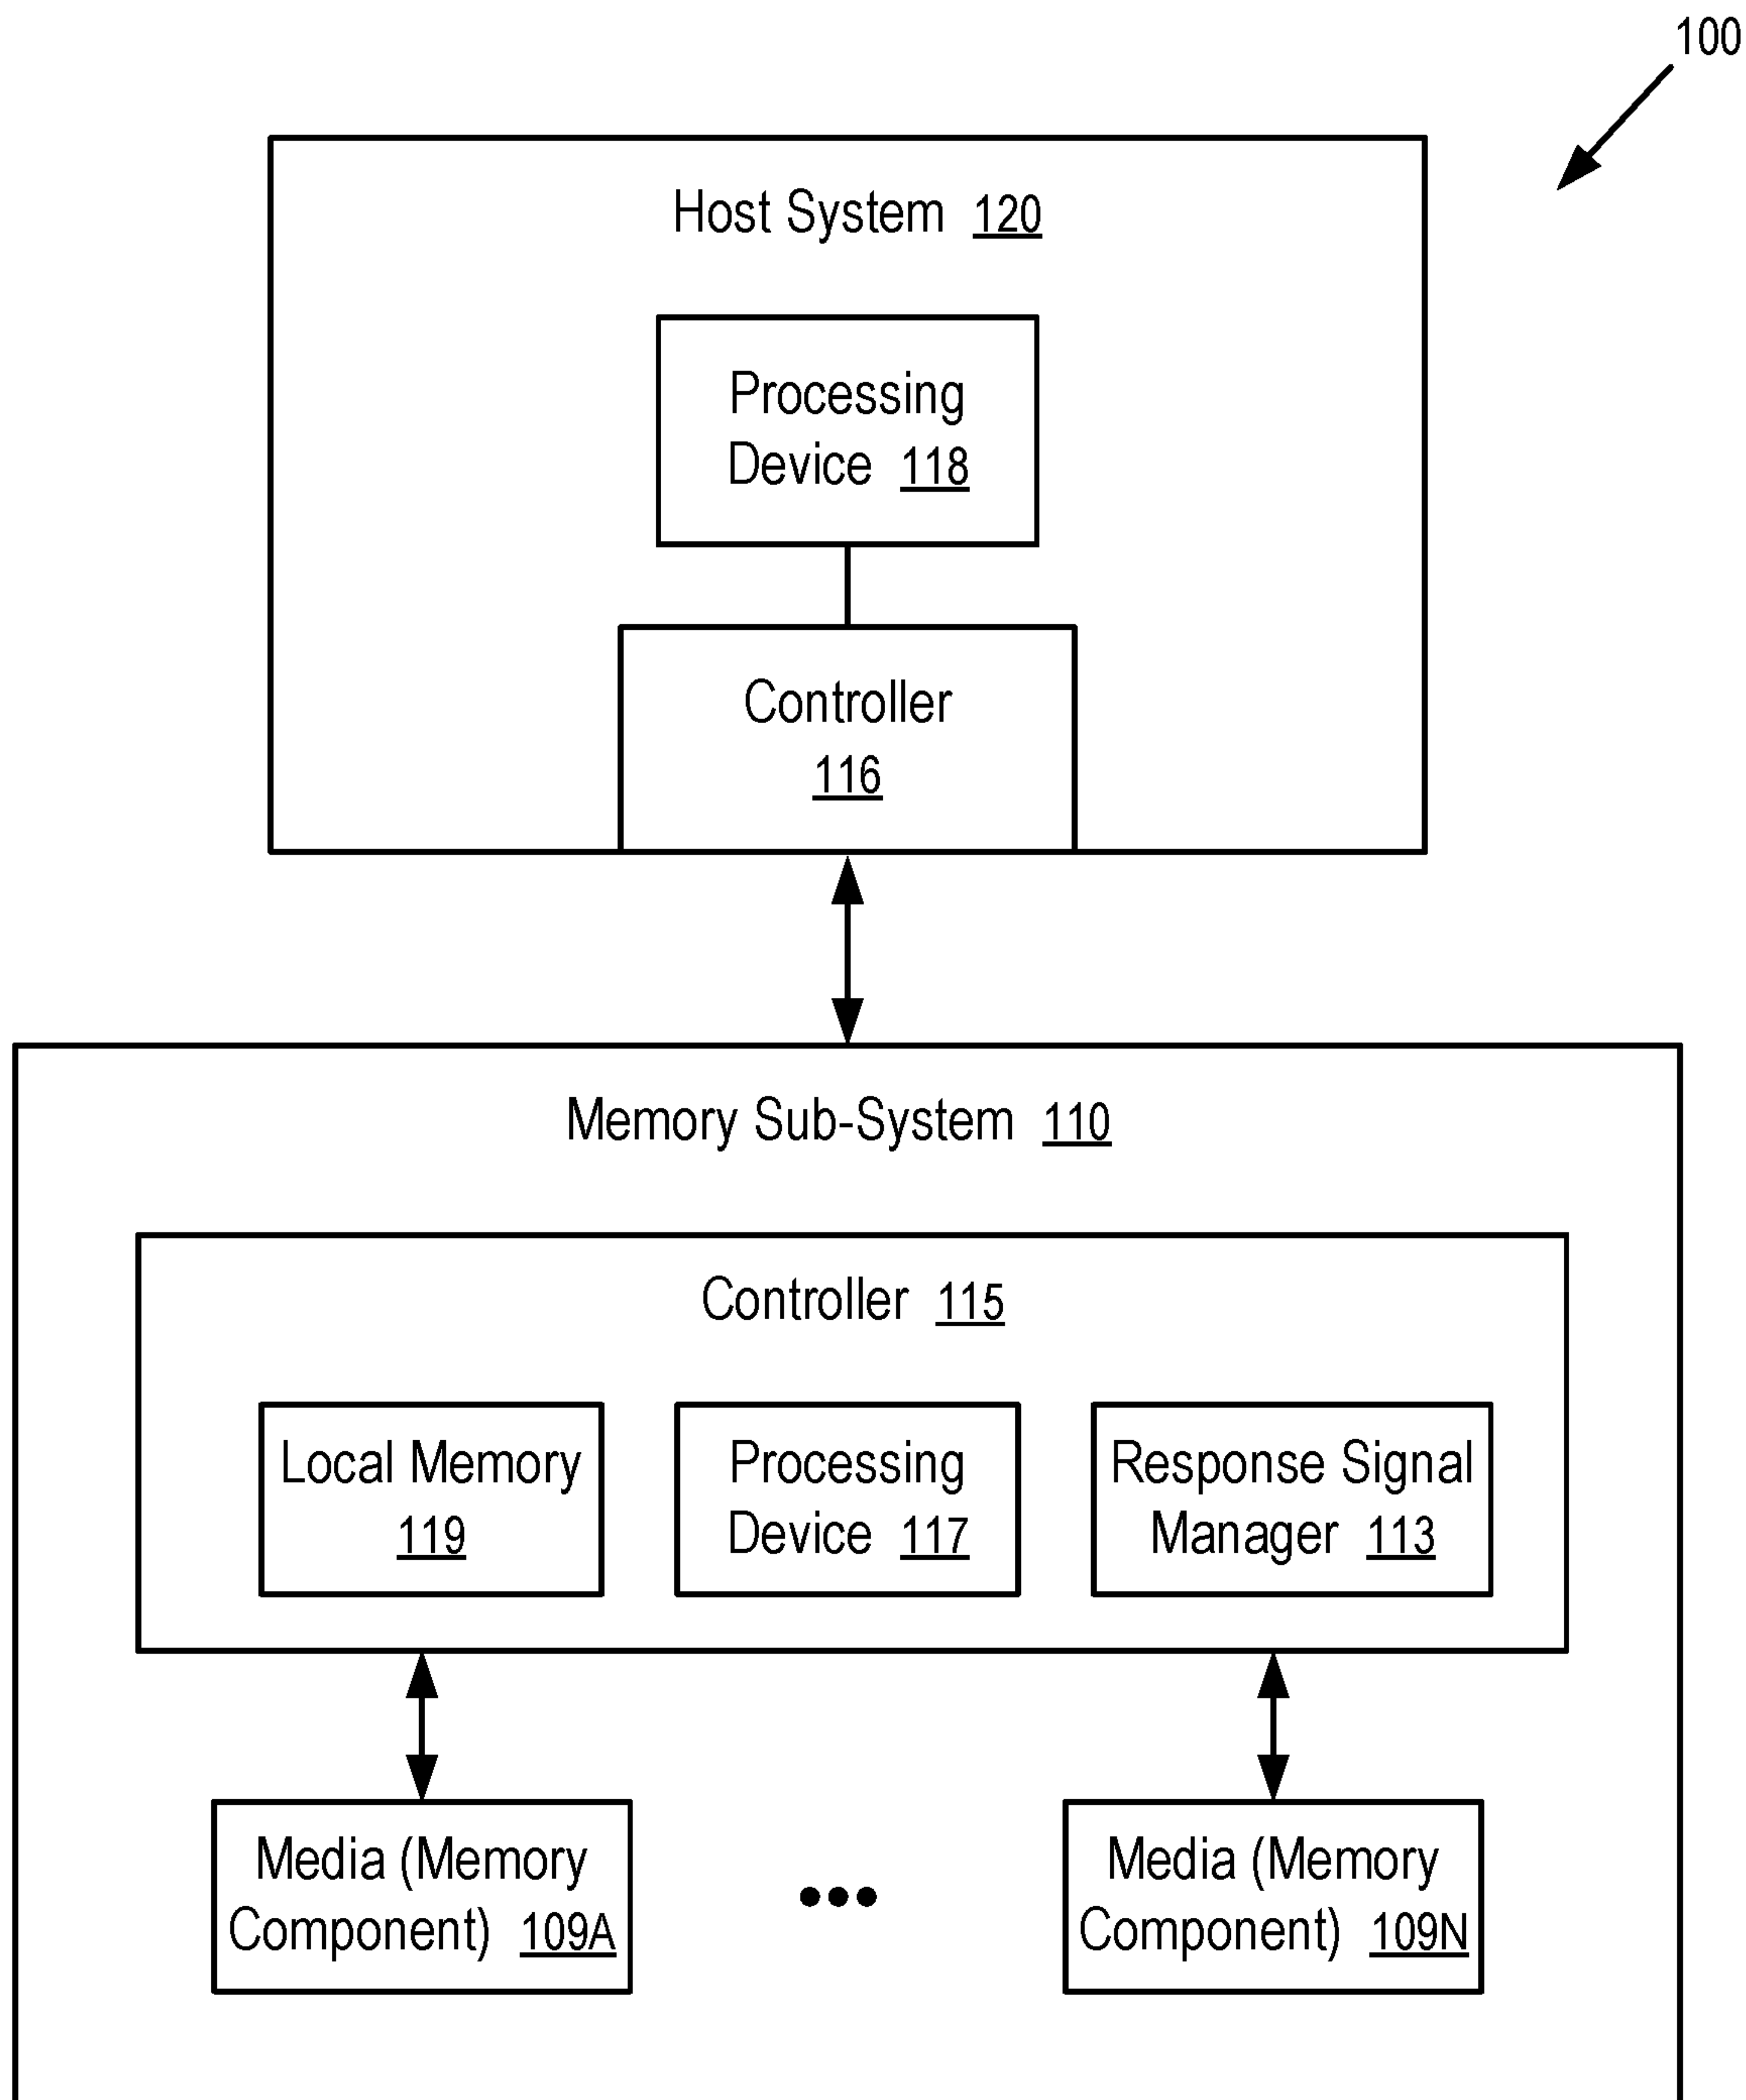 100
Host System 120
Processing
Device 118
Controller
116
Memory Sub-System 110
Controller 115
Local Memory
119
Processing
Device 117
Response Signal
Manager 113
Media (Memory
Component) 109A
Media (Memory
Component) 109N